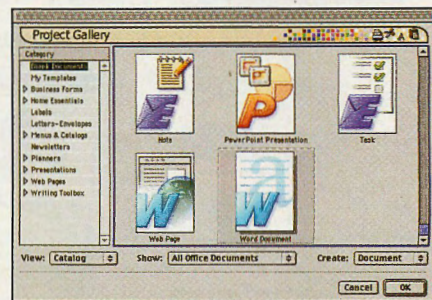 Project Gallery
Category
Blank Documents
My Templates
Business Forms
Home Essentials
Labels
Letters-Envelopes
Menus & Catalogs
Newsletters
Planners
Presentations
Web Pages
Writing Toolbox
Note
PowerPoint Presentation
Task
Web Page
Word Document
View: Catalog
Show: All Office Documents
Create: Document
Cancel
OK